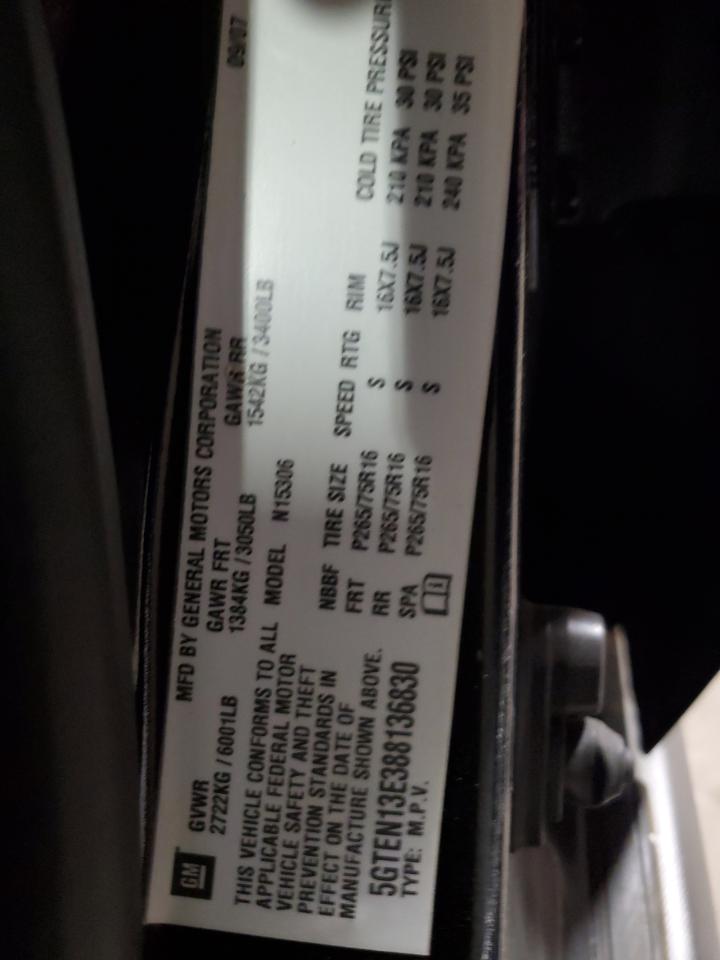 GM
MFD BY GENERAL MOTORS CORPORATION 09/07
GVWR GAWR FRT GAWR RR
2722KG / 6001LB 1384KG / 3050LB 1542KG / 3400LB
THIS VEHICLE CONFORMS TO ALL
APPLICABLE FEDERAL MOTOR
VEHICLE SAFETY AND THEFT
PREVENTION STANDARDS IN
EFFECT ON THE DATE OF
MANUFACTURE SHOWN ABOVE.
5GTEN13E388136830
TYPE: M.P.V.
MODEL N15306
NBBF TIRE SIZE SPEED RTG RIM COLD TIRE PRESSURE
FRT P265/75R16 S 16X7.5J 210 KPA 30 PSI
RR P265/75R16 S 16X7.5J 210 KPA 30 PSI
SPA P265/75R16 S 16X7.5J 240 KPA 35 PSI